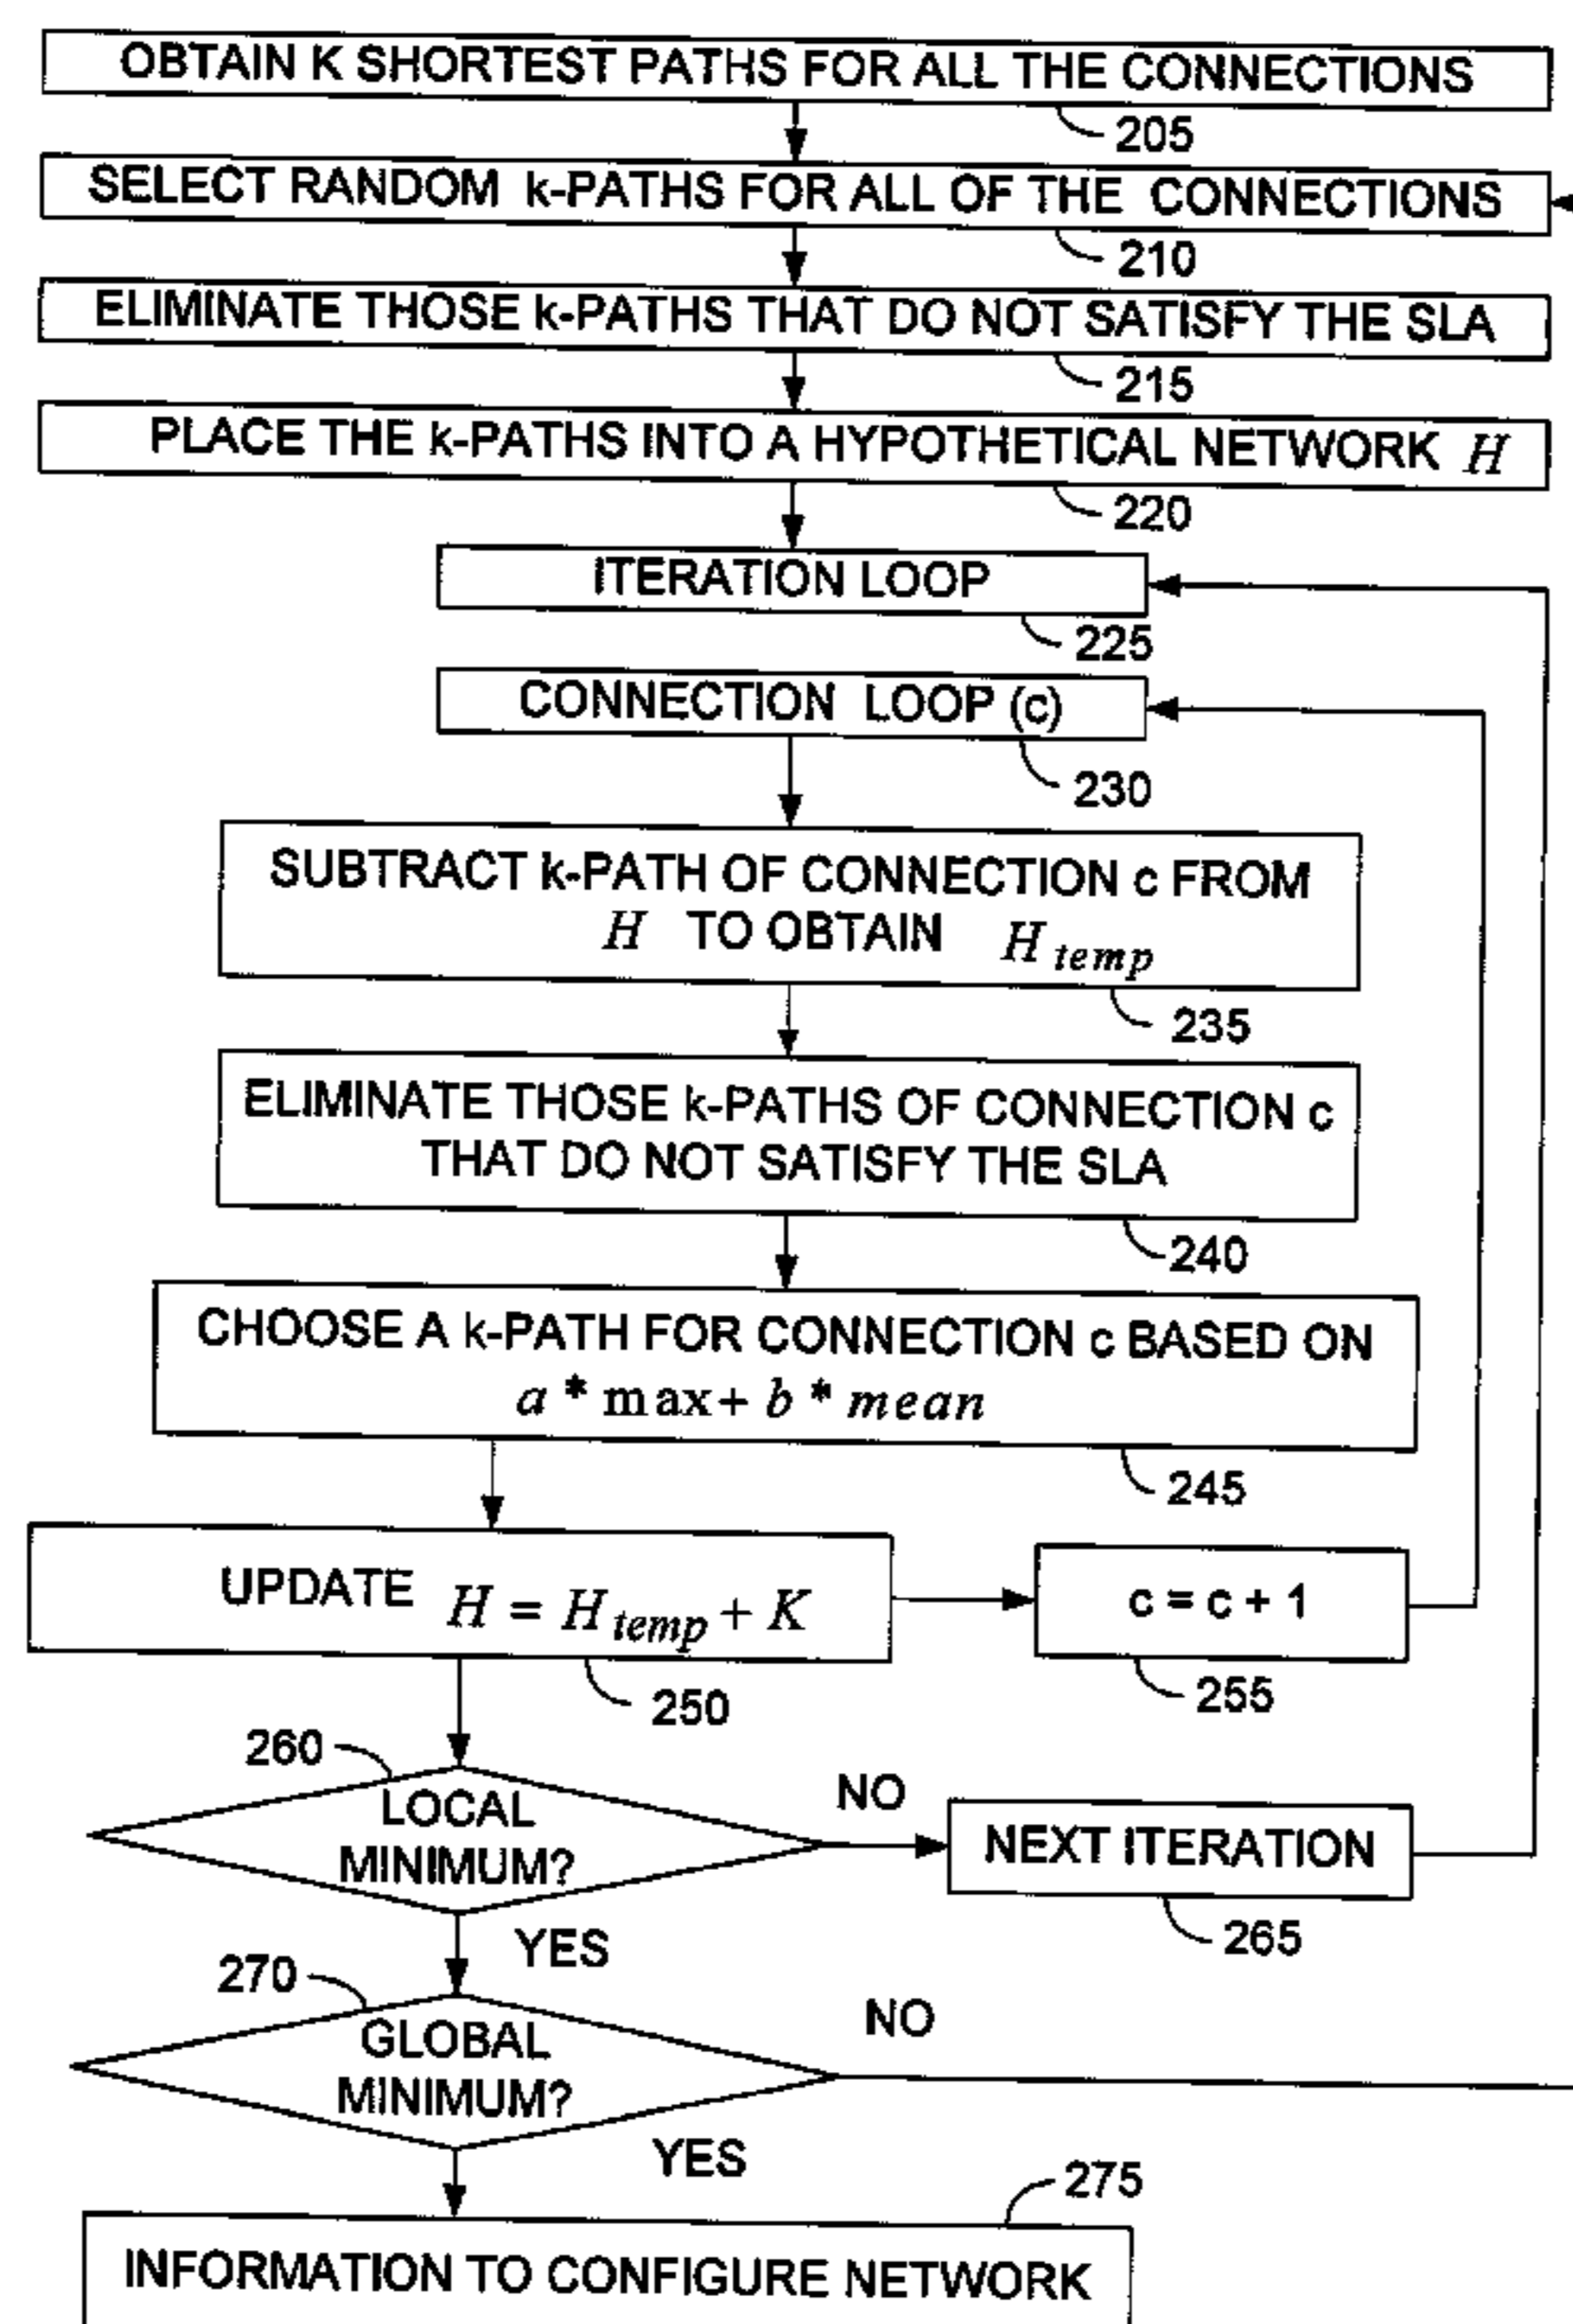 OBTAIN K SHORTEST PATHS FOR ALL THE CONNECTIONS
205
SELECT RANDOM k-PATHS FOR ALL OF THE CONNECTIONS
210
ELIMINATE THOSE k-PATHS THAT DO NOT SATISFY THE SLA
215
PLACE THE k-PATHS INTO A HYPOTHETICAL NETWORK H
220
ITERATION LOOP
225
CONNECTION LOOP (c)
230
SUBTRACT k-PATH OF CONNECTION c FROM
H TO OBTAIN H temp
235
ELIMINATE THOSE k-PATHS OF CONNECTION c
THAT DO NOT SATISFY THE SLA
240
CHOOSE A k-PATH FOR CONNECTION c BASED ON
a * max + b * mean
245
UPDATE H = H temp + K
250
c = c + 1
255
260
LOCAL
MINIMUM?
NO
NEXT ITERATION
265
YES
270
GLOBAL
MINIMUM?
NO
YES
275
INFORMATION TO CONFIGURE NETWORK